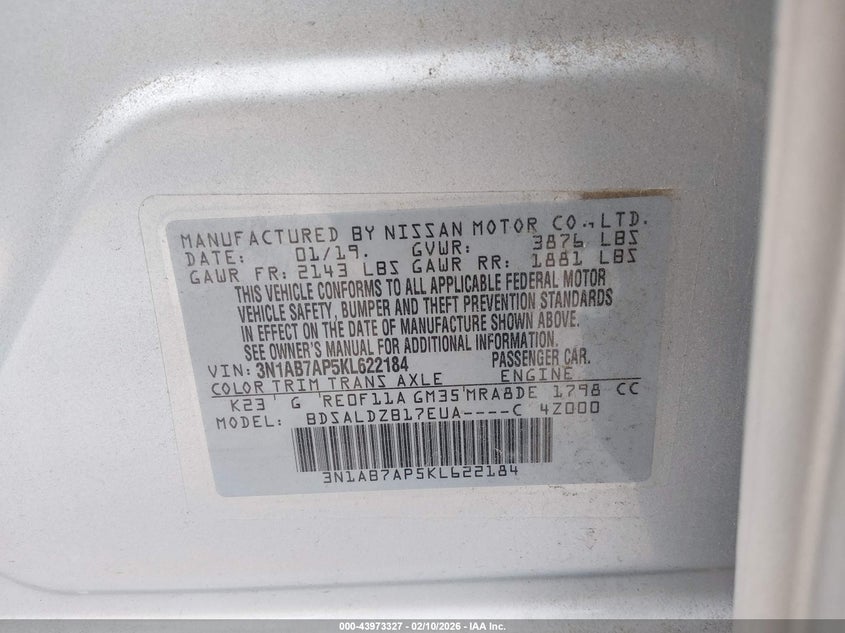 MANUFACTURED BY NISSAN MOTOR CO., LTD.
DATE: 01/19. GVWR: 3876 LBS
GAWR FR: 2143 LBS GAWR RR: 1881 LBS
THIS VEHICLE CONFORMS TO ALL APPLICABLE FEDERAL MOTOR
VEHICLE SAFETY, BUMPER AND THEFT PREVENTION STANDARDS
IN EFFECT ON THE DATE OF MANUFACTURE SHOWN ABOVE.
SEE OWNER'S MANUAL FOR ADDITIONAL INFORMATION.
VIN: 3N1AB7AP5KL622184 PASSENGER CAR.
COLOR TRIM TRANS AXLE ENGINE
K23' G 'RE0F11A GM35'MRA8DE 1798 CC
MODEL: BDSALDZB17EUA----C 4Z000
3N1AB7AP5KL622184
000-43973327 - 02/10/2026 - IAA Inc.